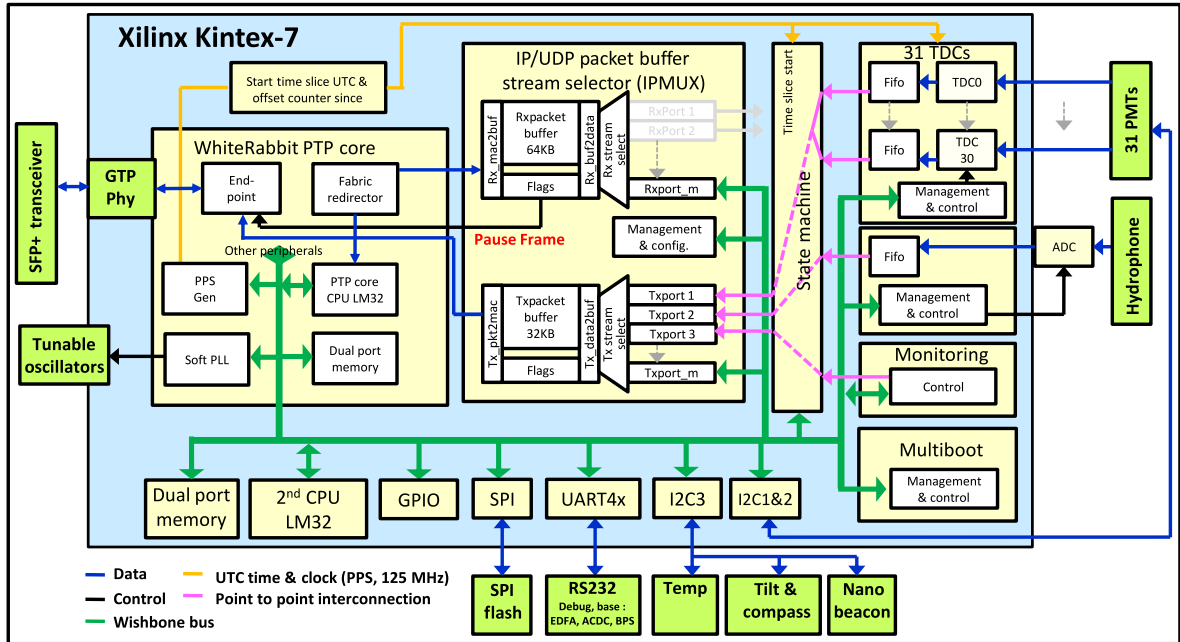 Xilinx Kintex-7
Start time slice UTC &
offset counter since
IP/UDP packet buffer
stream selector (IPMUX)
Rx_mac2buf
Rxpacket
buffer
64KB
Flags
Rx_buf2data
Rx stream
select
RxPort 1
RxPort 2
Rxport_m
Management
& config.
Pause Frame
Tx_pkt2mac
Txpacket
buffer
32KB
Flags
Tx_data2buf
Tx stream
select
Txport 1
Txport 2
Txport 3
Txport_m
Time slice start
State machine
31 TDCs
Fifo
TDC0
Fifo
TDC
30
Management
& control
Fifo
Management
& control
ADC
31 PMTs
Hydrophone
Monitoring
Control
Multiboot
Management
& control
SFP+ transceiver
GTP
Phy
WhiteRabbit PTP core
End-
point
Fabric
redirector
Other peripherals
PPS
Gen
PTP core
CPU LM32
Soft PLL
Dual port
memory
Tunable
oscillators
Dual port
memory
2nd CPU
LM32
GPIO
SPI
UART4x
I2C3
I2C1&2
SPI
flash
RS232
Debug, base :
EDFA, ACDC, BPS
Temp
Tilt &
compass
Nano
beacon
Data
Control
Wishbone bus
UTC time & clock (PPS, 125 MHz)
Point to point interconnection